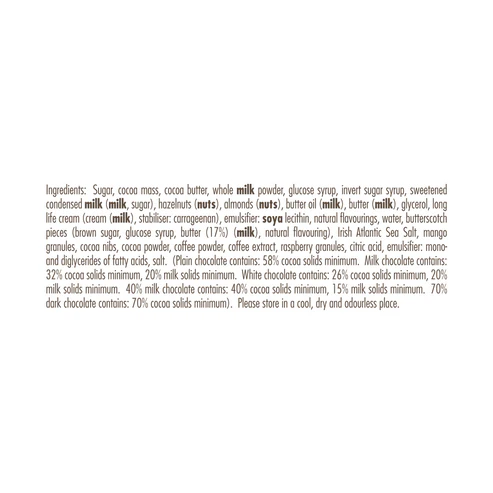 Ingredients: Sugar, cocoa mass, cocoa butter, whole milk powder, glucose syrup, invert sugar syrup, sweetened
condensed milk (milk, sugar), hazelnuts (nuts), almonds (nuts), butter oil (milk), butter (milk), glycerol, long
life cream (cream (milk), stabiliser: carrageenan), emulsifier: soya lecithin, natural flavourings, water, butterscotch
pieces (brown sugar, glucose syrup, butter (17%) (milk), natural flavouring), Irish Atlantic Sea Salt, mango
granules, cocoa nibs, cocoa powder, coffee powder, coffee extract, raspberry granules, citric acid, emulsifier: mono-
and diglycerides of fatty acids, salt. (Plain chocolate contains: 58% cocoa solids minimum. Milk chocolate contains:
32% cocoa solids minimum, 20% milk solids minimum. White chocolate contains: 26% cocoa solids minimum, 20%
milk solids minimum. 40% milk chocolate contains: 40% cocoa solids minimum, 15% milk solids minimum. 70%
dark chocolate contains: 70% cocoa solids minimum). Please store in a cool, dry and odourless place.